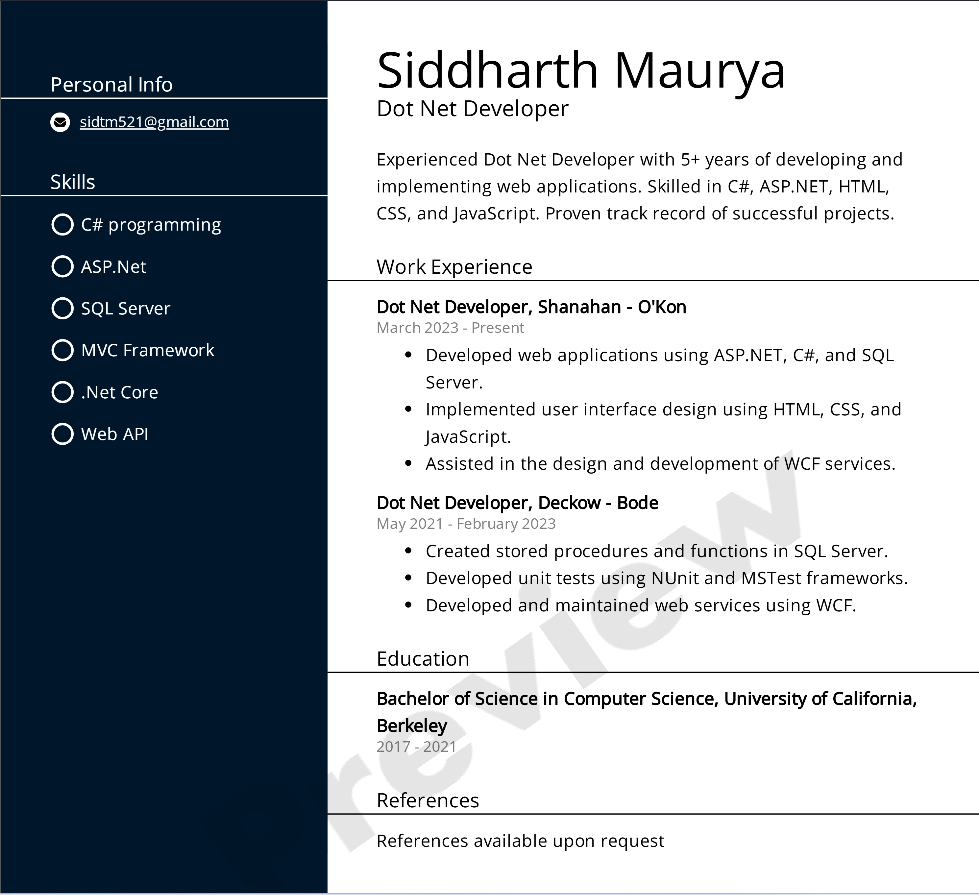 Personal Info
sidtm521@gmail.com
Skills
C# programming
ASP.Net
SQL Server
MVC Framework
.Net Core
Web API
Siddharth Maurya
Dot Net Developer
Experienced Dot Net Developer with 5+ years of developing and
implementing web applications. Skilled in C#, ASP.NET, HTML,
CSS, and JavaScript. Proven track record of successful projects.
Work Experience
Dot Net Developer, Shanahan - O'Kon
March 2023 - Present
• Developed web applications using ASP.NET, C#, and SQL
Server.
• Implemented user interface design using HTML, CSS, and
JavaScript.
• Assisted in the design and development of WCF services.
Dot Net Developer, Deckow - Bode
May 2021 - February 2023
• Created stored procedures and functions in SQL Server.
• Developed unit tests using NUnit and MSTest frameworks.
• Developed and maintained web services using WCF.
Education
Bachelor of Science in Computer Science, University of California,
Berkeley
2017 - 2021
References
References available upon request
Preview